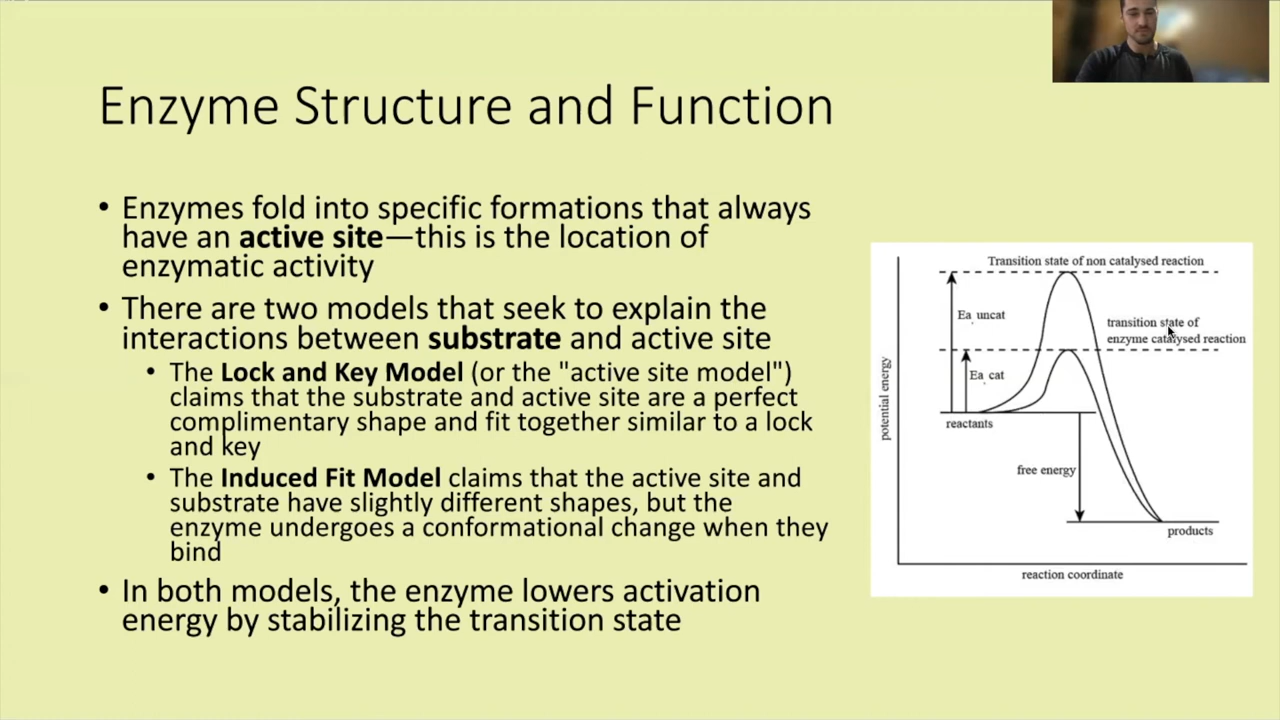 Enzyme Structure and Function
• Enzymes fold into specific formations that always
have an active site—this is the location of
enzymatic activity
• There are two models that seek to explain the
interactions between substrate and active site
• The Lock and Key Model (or the "active site model")
claims that the substrate and active site are a perfect
complimentary shape and fit together similar to a lock
and key
• The Induced Fit Model claims that the active site and
substrate have slightly different shapes, but the
enzyme undergoes a conformational change when they
bind
• In both models, the enzyme lowers activation
energy by stabilizing the transition state
Transition state of non catalysed reaction
Ea uncat
transition state of
enzyme catalysed reaction
Ea cat
reactants
potential energy
free energy
products
reaction coordinate